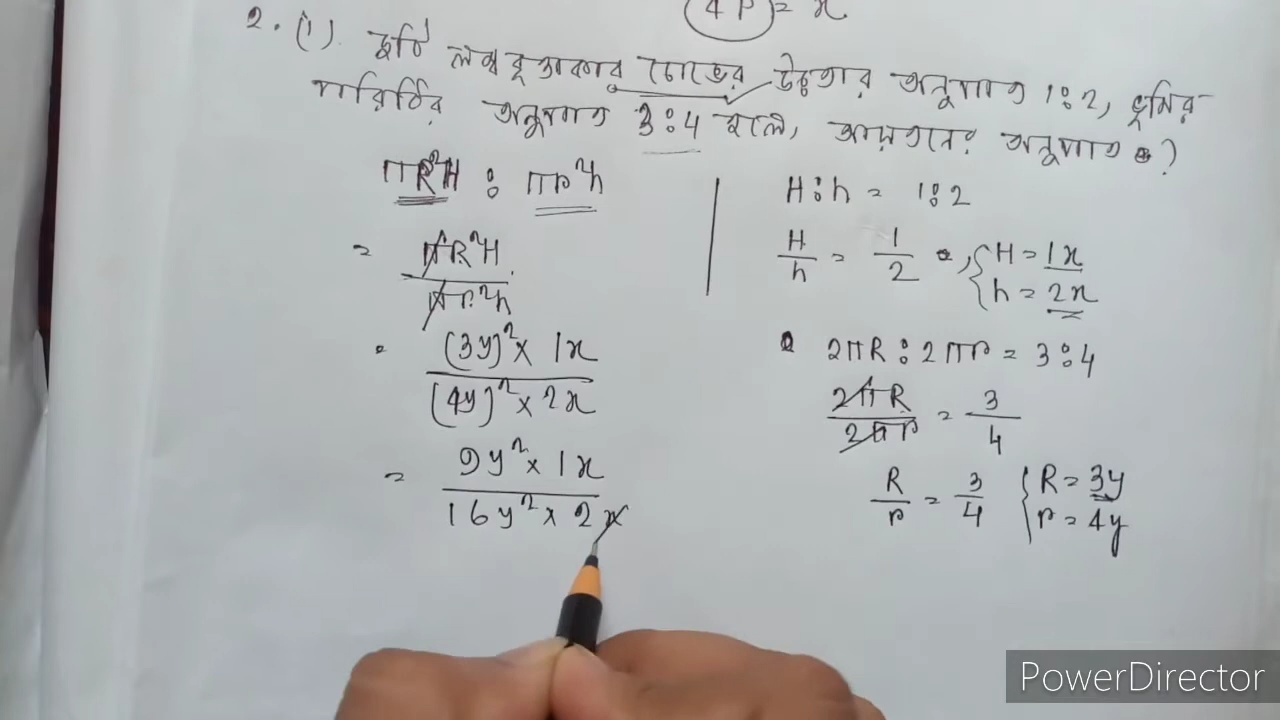 4P = x
2. (i). দুটি লম্ব বৃত্তাকার চোঙের উচ্চতার অনুপাত 1:2, ভূমির
পরিধির অনুপাত 3:4 হলে, আয়তনের অনুপাত ?
πR²H : πr²h
= πR²H / πr²h
(3y)² × 1x / (4y)² × 2x
= 9y² × 1x / 16y² × 2x
H:h = 1:2
H/h = 1/2 , { H = 1x
h = 2x
2πR : 2πr = 3:4
2πR / 2πr = 3/4
R/r = 3/4 { R = 3y
r = 4y
PowerDirector